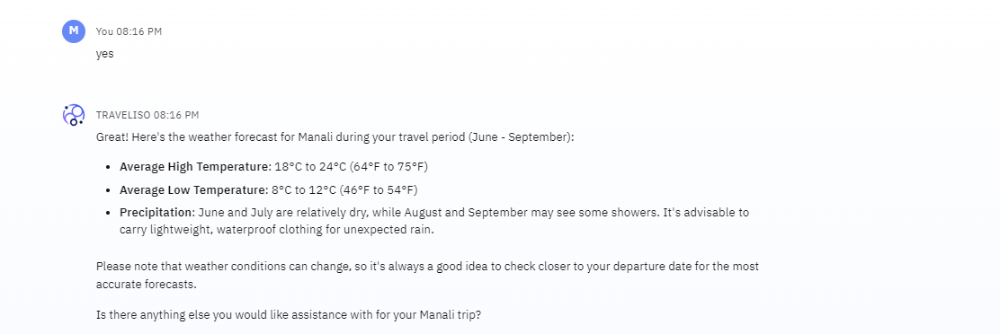 M
You 08:16 PM
yes
TRAVELISO 08:16 PM
Great! Here's the weather forecast for Manali during your travel period (June - September):
• Average High Temperature: 18°C to 24°C (64°F to 75°F)
• Average Low Temperature: 8°C to 12°C (46°F to 54°F)
• Precipitation: June and July are relatively dry, while August and September may see some showers. It's advisable to
carry lightweight, waterproof clothing for unexpected rain.
Please note that weather conditions can change, so it's always a good idea to check closer to your departure date for the most
accurate forecasts.
Is there anything else you would like assistance with for your Manali trip?